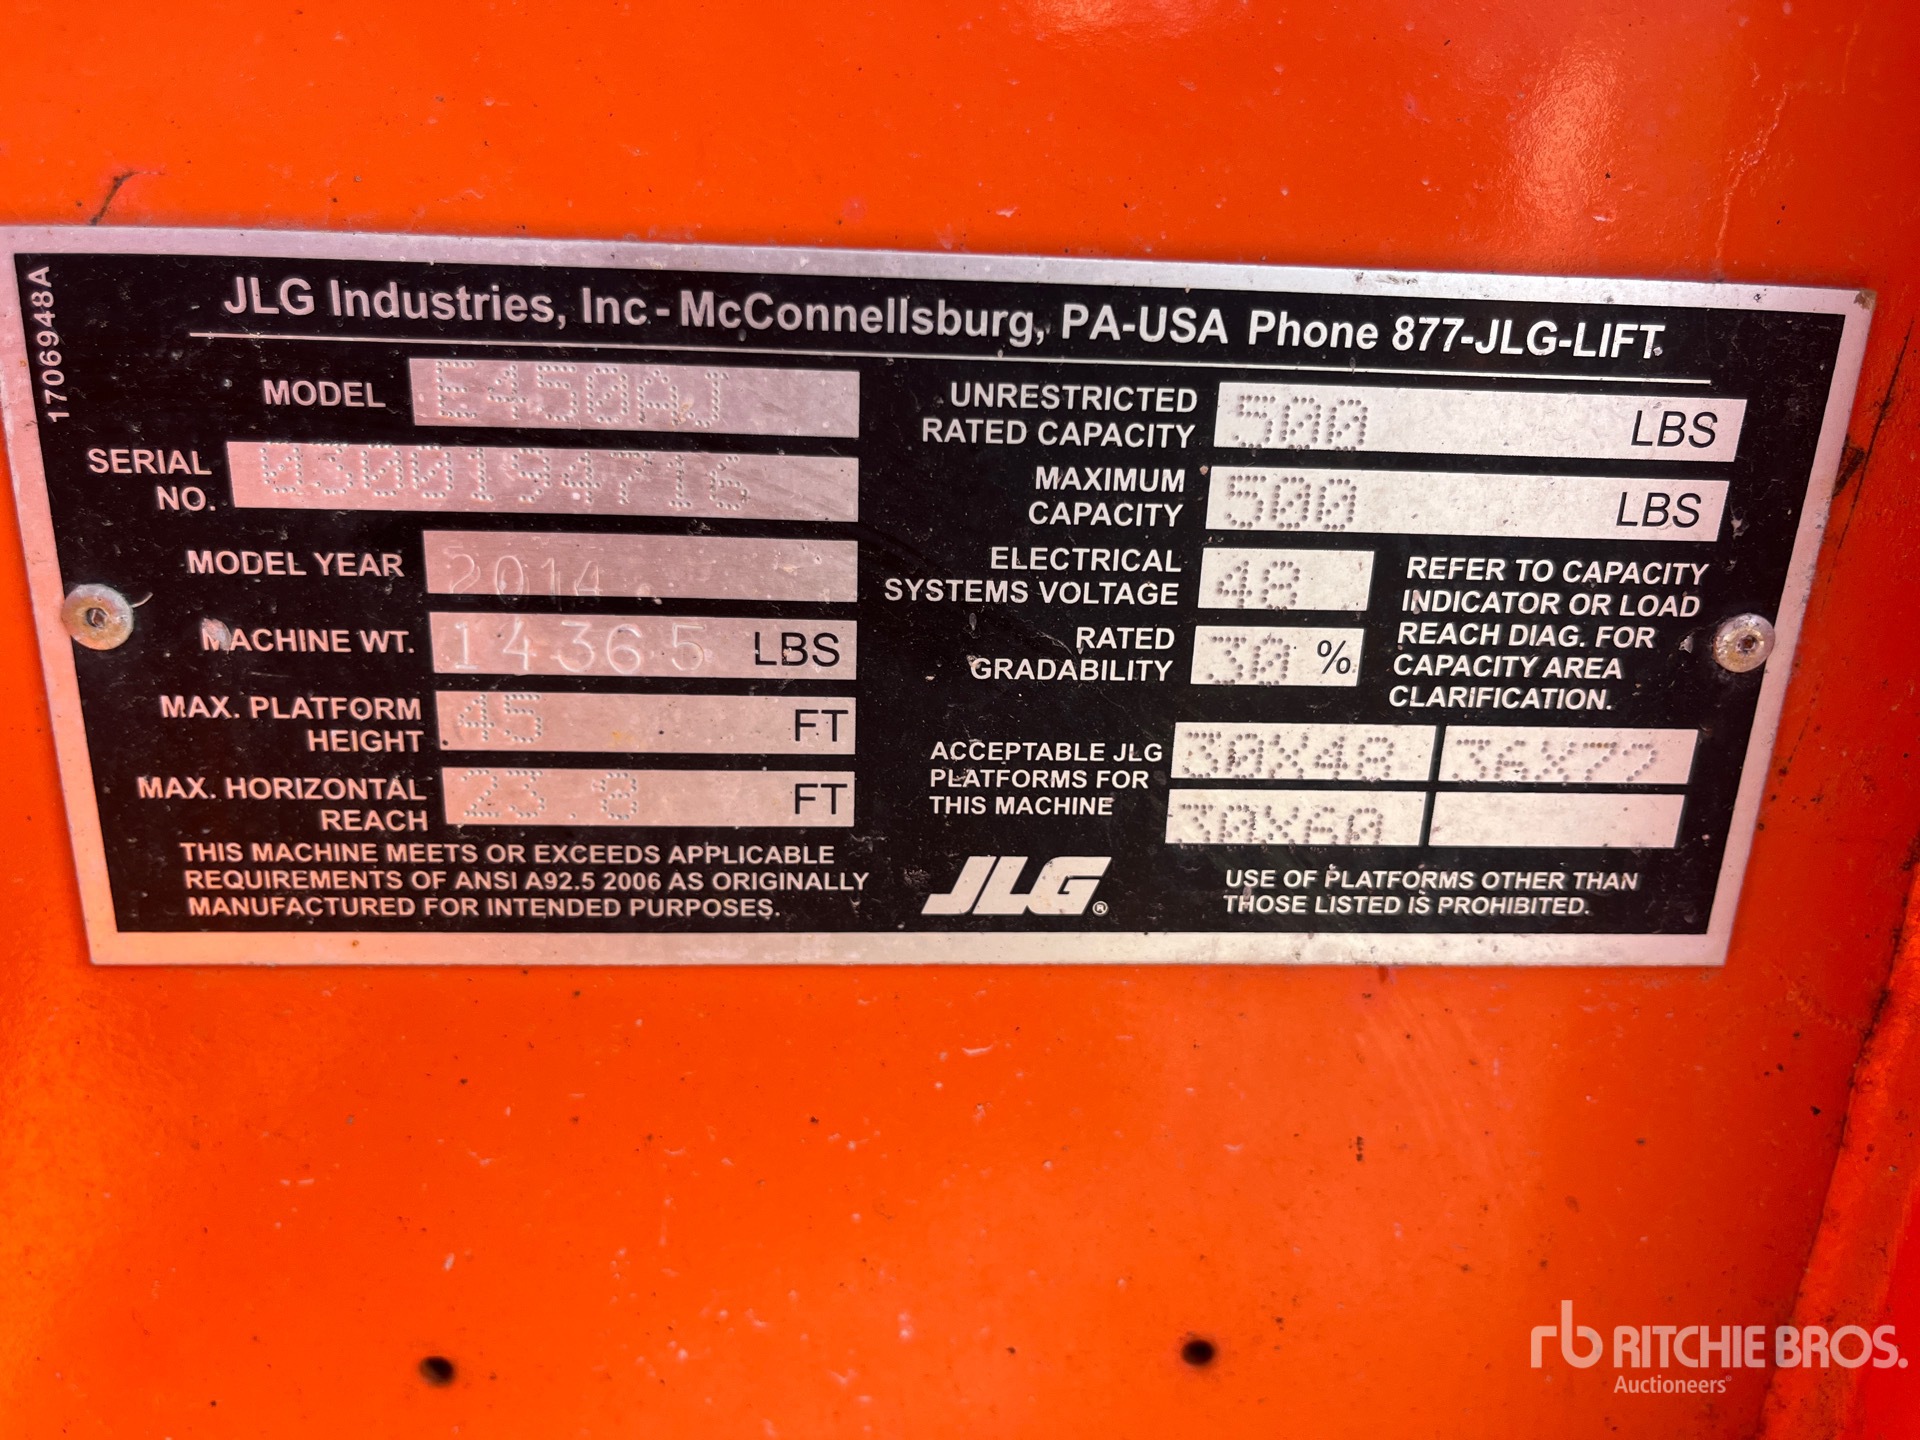 1706948A
JLG Industries, Inc - McConnellsburg, PA-USA Phone 877-JLG-LIFT
MODEL E450AJ
SERIAL NO. 0300194716
MODEL YEAR 2014
MACHINE WT. 14365 LBS
MAX. PLATFORM HEIGHT 45 FT
MAX. HORIZONTAL REACH 23.8 FT
THIS MACHINE MEETS OR EXCEEDS APPLICABLE
REQUIREMENTS OF ANSI A92.5 2006 AS ORIGINALLY
MANUFACTURED FOR INTENDED PURPOSES.
UNRESTRICTED RATED CAPACITY 500 LBS
MAXIMUM CAPACITY 500 LBS
ELECTRICAL SYSTEMS VOLTAGE 48
RATED GRADABILITY 30 %
REFER TO CAPACITY
INDICATOR OR LOAD
REACH DIAG. FOR
CAPACITY AREA
CLARIFICATION.
ACCEPTABLE JLG
PLATFORMS FOR
THIS MACHINE
30X48 36X72
30X60
JLG®
USE OF PLATFORMS OTHER THAN
THOSE LISTED IS PROHIBITED.
rb RITCHIE BROS.
Auctioneers